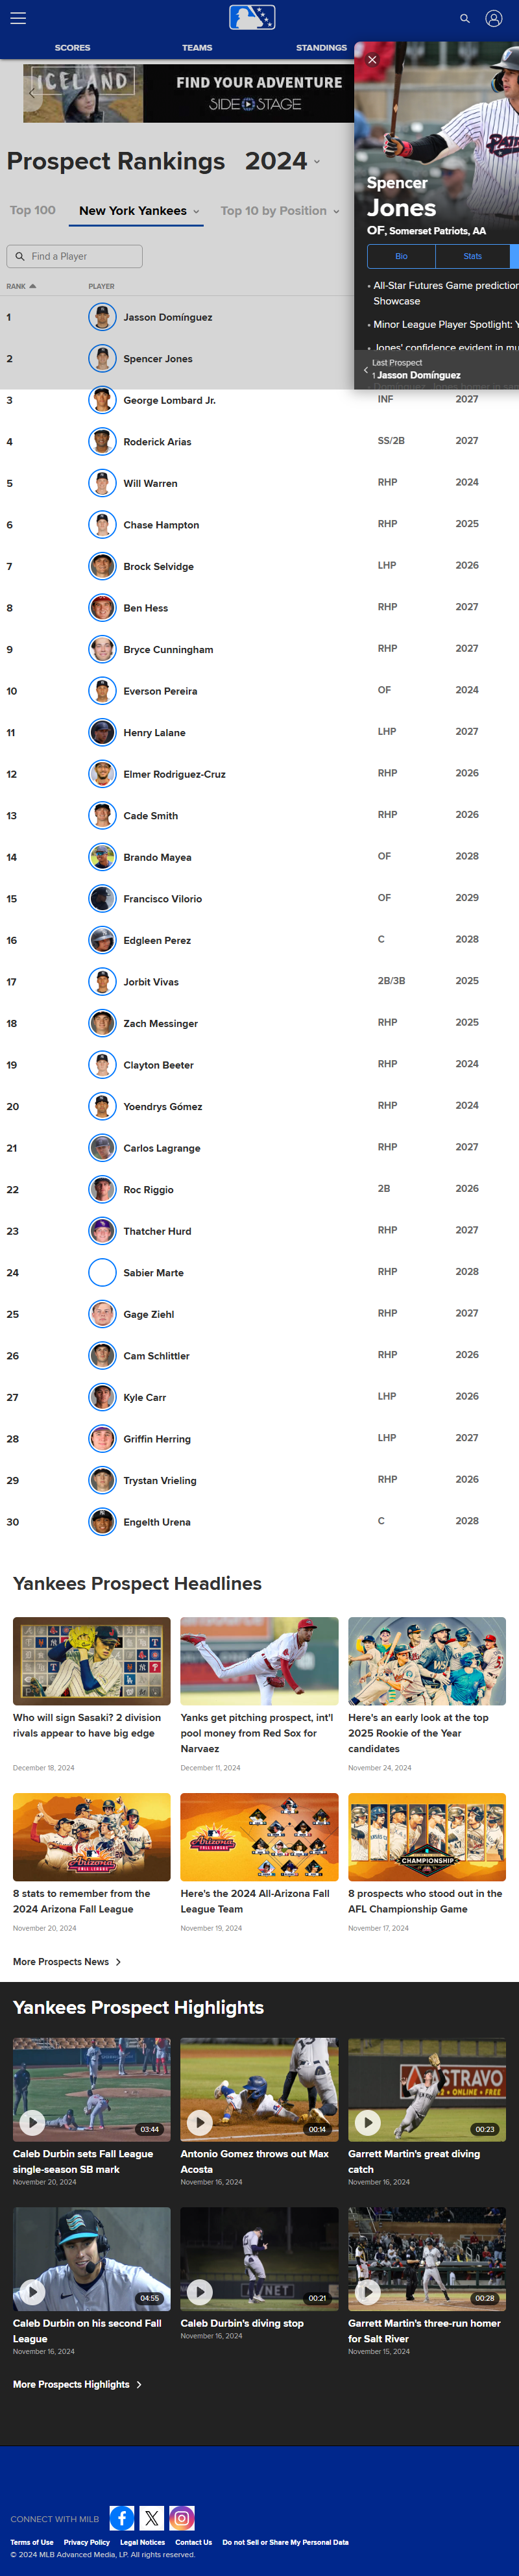 SCORES TEAMS STANDINGS
ICELAND
FIND YOUR ADVENTURE
SIDE STAGE
Prospect Rankings 2024
Top 100 New York Yankees Top 10 by Position
Find a Player
RANK PLAYER
Spencer
Jones
OF, Somerset Patriots, AA
Bio Stats
All-Star Futures Game prediction
Showcase
Minor League Player Spotlight: Y
Jones' confidence evident in mu
Last Prospect
1 Jasson Domínguez
1 Jasson Domínguez
2 Spencer Jones
3 George Lombard Jr. INF 2027
4 Roderick Arias SS/2B 2027
5 Will Warren RHP 2024
6 Chase Hampton RHP 2025
7 Brock Selvidge LHP 2026
8 Ben Hess RHP 2027
9 Bryce Cunningham RHP 2027
10 Everson Pereira OF 2024
11 Henry Lalane LHP 2027
12 Elmer Rodriguez-Cruz RHP 2026
13 Cade Smith RHP 2026
14 Brando Mayea OF 2028
15 Francisco Vilorio OF 2029
16 Edgleen Perez C 2028
17 Jorbit Vivas 2B/3B 2025
18 Zach Messinger RHP 2025
19 Clayton Beeter RHP 2024
20 Yoendrys Gómez RHP 2024
21 Carlos Lagrange RHP 2027
22 Roc Riggio 2B 2026
23 Thatcher Hurd RHP 2027
24 Sabier Marte RHP 2028
25 Gage Ziehl RHP 2027
26 Cam Schlittler RHP 2026
27 Kyle Carr LHP 2026
28 Griffin Herring LHP 2027
29 Trystan Vrieling RHP 2026
30 Engelth Urena C 2028
Yankees Prospect Headlines
Who will sign Sasaki? 2 division
rivals appear to have big edge
December 18, 2024
Yanks get pitching prospect, int'l
pool money from Red Sox for
Narvaez
December 11, 2024
Here's an early look at the top
2025 Rookie of the Year
candidates
November 24, 2024
Arizona
FALL LEAGUE
8 stats to remember from the
2024 Arizona Fall League
November 20, 2024
Arizona
FALL LEAGUE
Here's the 2024 All-Arizona Fall
League Team
November 19, 2024
CHAMPIONSHIP
8 prospects who stood out in the
AFL Championship Game
November 17, 2024
More Prospects News
Yankees Prospect Highlights
03:44
Caleb Durbin sets Fall League
single-season SB mark
November 20, 2024
00:14
Antonio Gomez throws out Max
Acosta
November 16, 2024
STRAVO
ONLINE • FREE
00:23
Garrett Martin's great diving
catch
November 16, 2024
04:55
Caleb Durbin on his second Fall
League
November 16, 2024
00:21
Caleb Durbin's diving stop
November 16, 2024
00:28
Garrett Martin's three-run homer
for Salt River
November 15, 2024
More Prospects Highlights
CONNECT WITH MILB
Terms of Use Privacy Policy Legal Notices Contact Us Do not Sell or Share My Personal Data
© 2024 MLB Advanced Media, LP. All rights reserved.